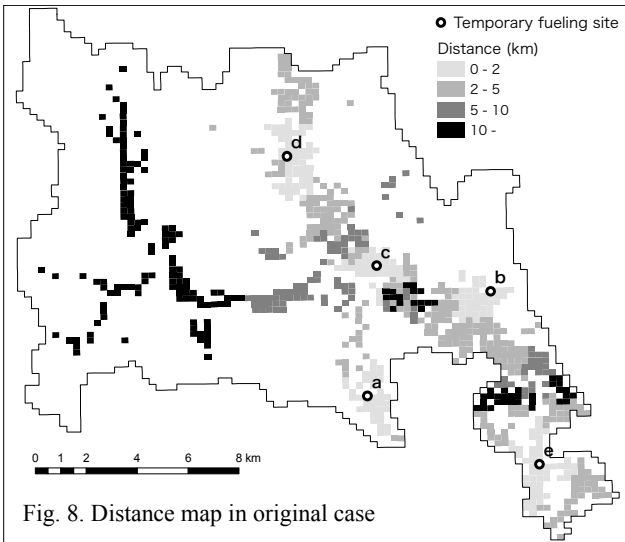 Temporary fueling site
Distance (km)
0 - 2
2 - 5
5 - 10
10 -
d
c
b
a
e
0 1 2 4 6 8 km
Fig. 8. Distance map in original case